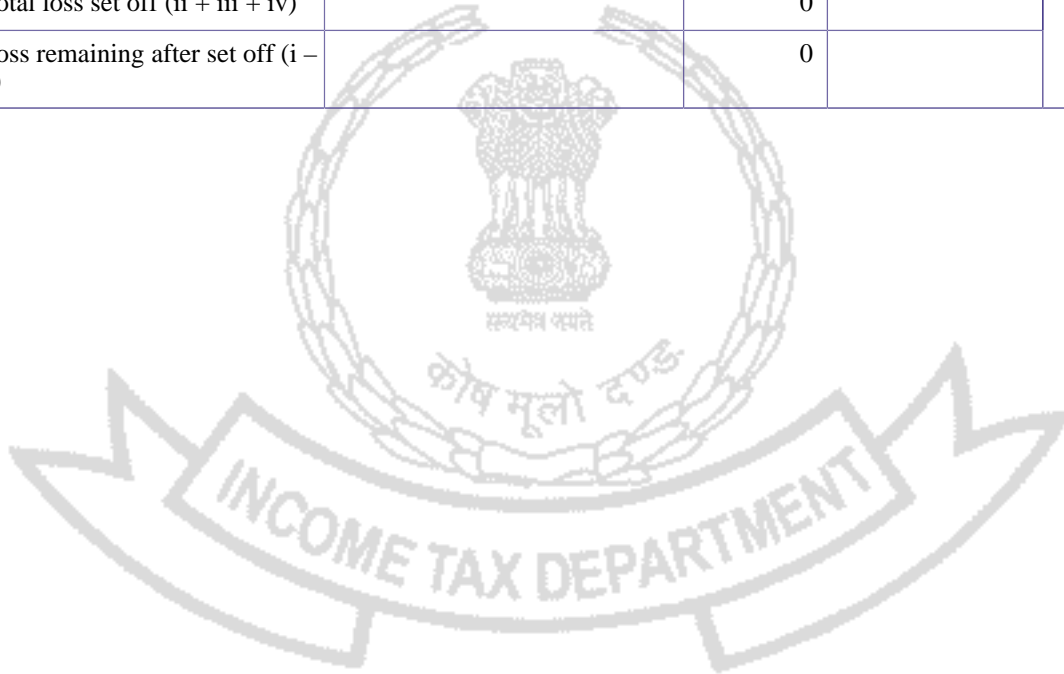 otal loss set off (ii + iii + iv) 0
oss remaining after set off (i – 0
)
सत्यमेव जयते
कोष मूलो दण्ड
INCOME TAX DEPARTMENT